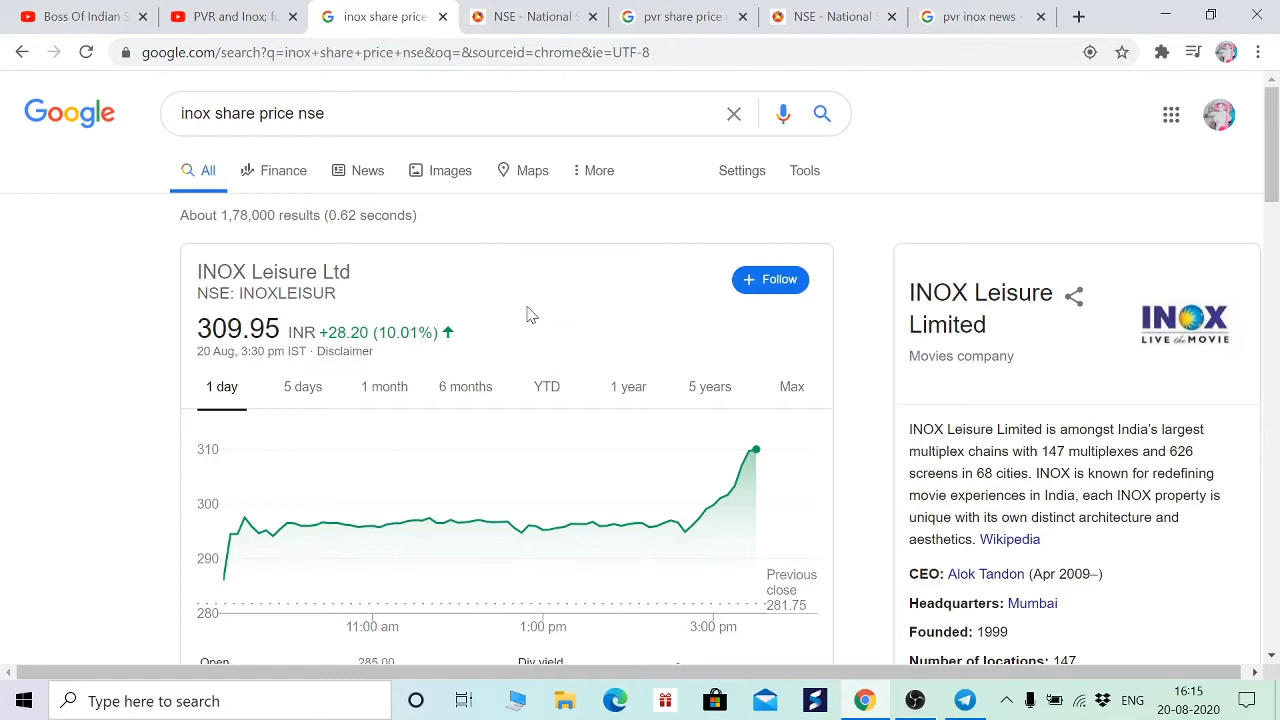 Boss Of Indian S
PVR and Inox: fu
inox share price
NSE - National S
pvr share price
NSE - National
pvr inox news -
google.com/search?q=inox+share+price+nse&oq=&sourceid=chrome&ie=UTF-8
Google
inox share price nse
All
Finance
News
Images
Maps
More
Settings
Tools
About 1,78,000 results (0.62 seconds)
INOX Leisure Ltd
NSE: INOXLEISUR
Follow
309.95 INR +28.20 (10.01%)
20 Aug, 3:30 pm IST · Disclaimer
1 day
5 days
1 month
6 months
YTD
1 year
5 years
Max
310
300
290
280
Previous
close
281.75
11:00 am
1:00 pm
3:00 pm
Open
285.00
Div yield
INOX Leisure
Limited
Movies company
INOX
LIVE the MOVIE
INOX Leisure Limited is amongst India's largest
multiplex chains with 147 multiplexes and 626
screens in 68 cities. INOX is known for redefining
movie experiences in India, each INOX property is
unique with its own distinct architecture and
aesthetics. Wikipedia
CEO: Alok Tandon (Apr 2009–)
Headquarters: Mumbai
Founded: 1999
Number of locations: 147
Type here to search
ENG
16:15
20-08-2020